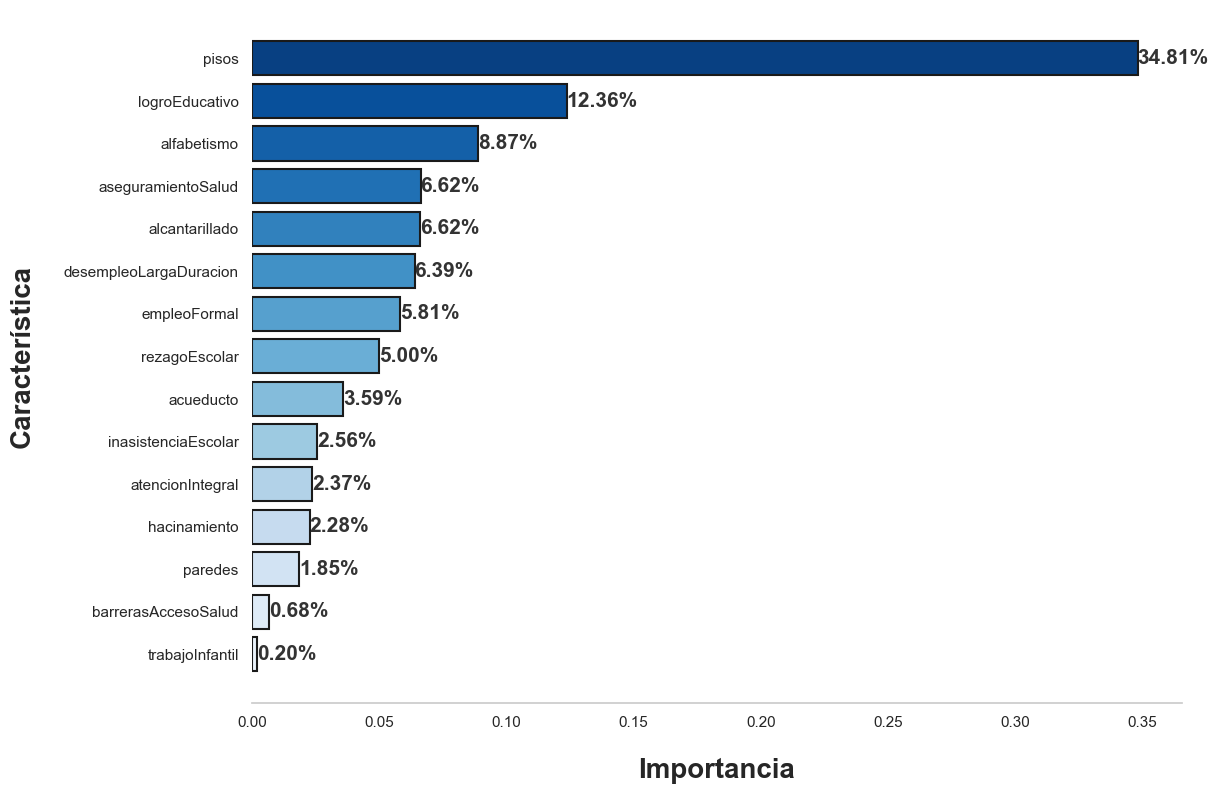 Característica
pisos 34.81%
logroEducativo 12.36%
alfabetismo 8.87%
aseguramientoSalud 6.62%
alcantarillado 6.62%
desempleoLargaDuracion 6.39%
empleoFormal 5.81%
rezagoEscolar 5.00%
acueducto 3.59%
inasistenciaEscolar 2.56%
atencionIntegral 2.37%
hacinamiento 2.28%
paredes 1.85%
barrerasAccesoSalud 0.68%
trabajoInfantil 0.20%
0.00 0.05 0.10 0.15 0.20 0.25 0.30 0.35
Importancia